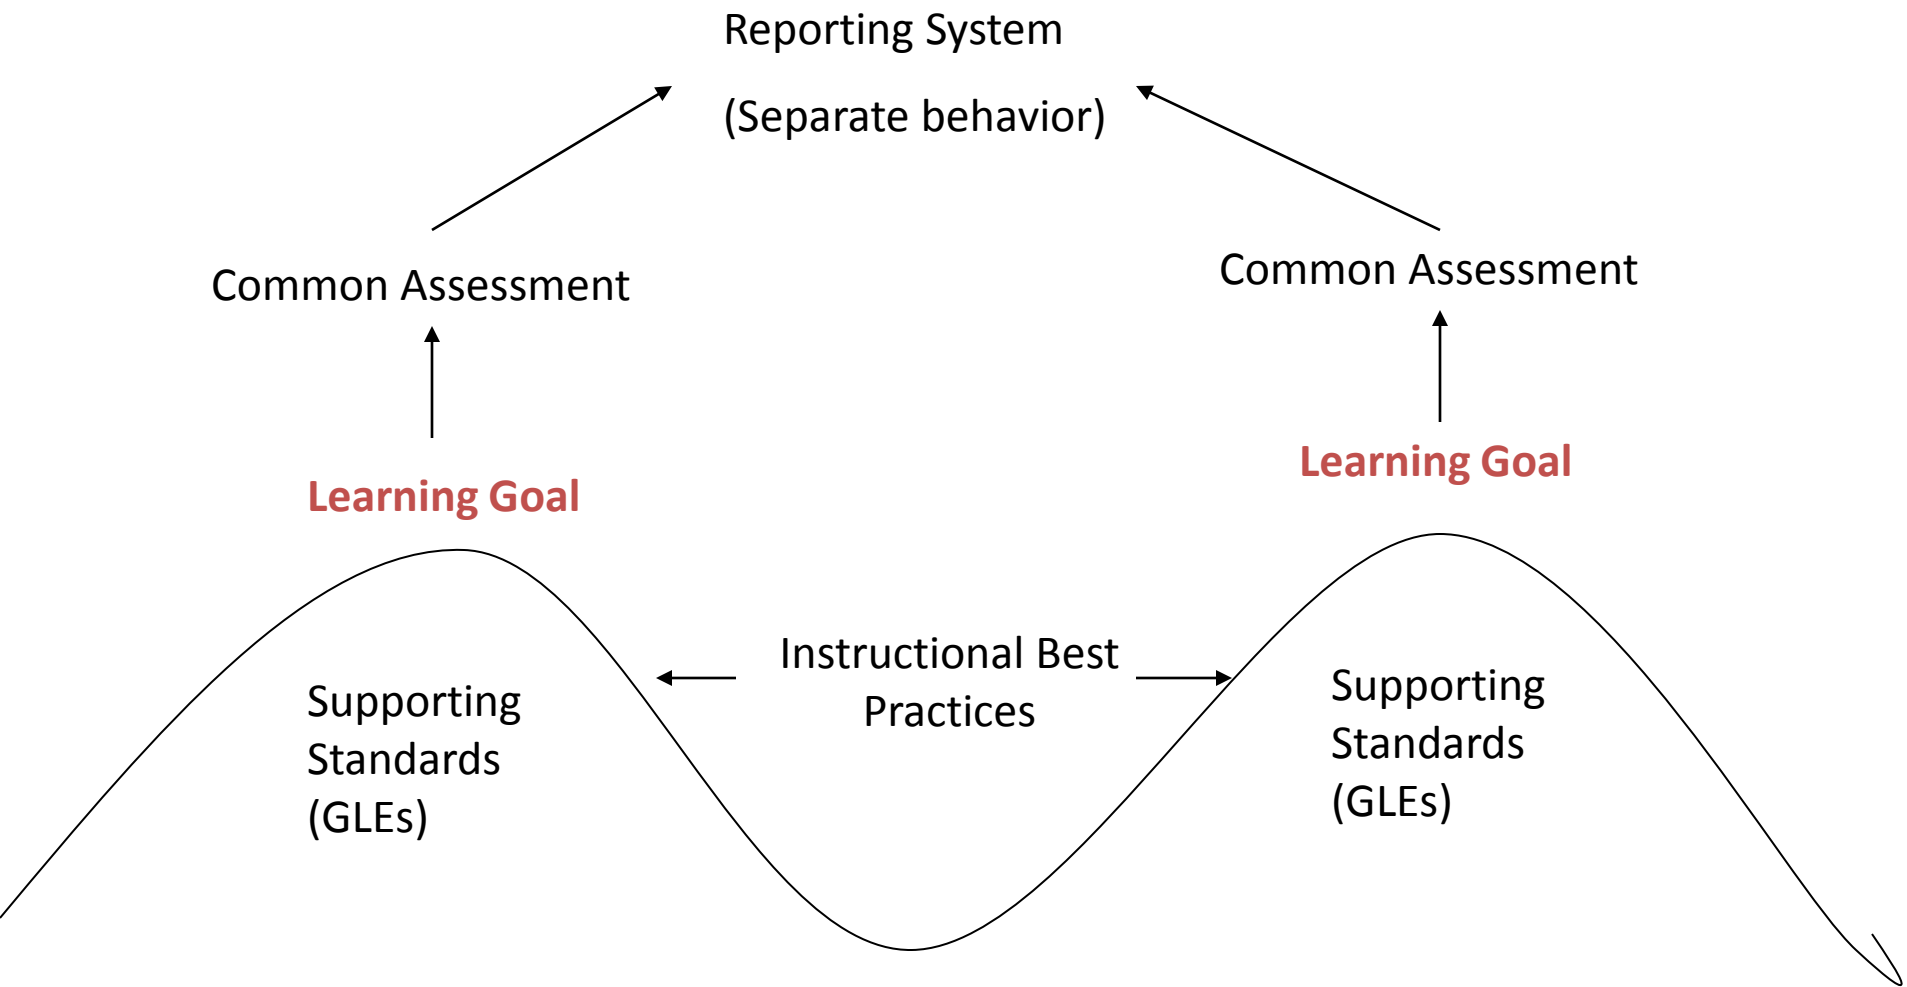 Reporting System
(Separate behavior)
Common Assessment
Common Assessment
Learning Goal
Learning Goal
Supporting
Standards
(GLEs)
Instructional Best
Practices
Supporting
Standards
(GLEs)